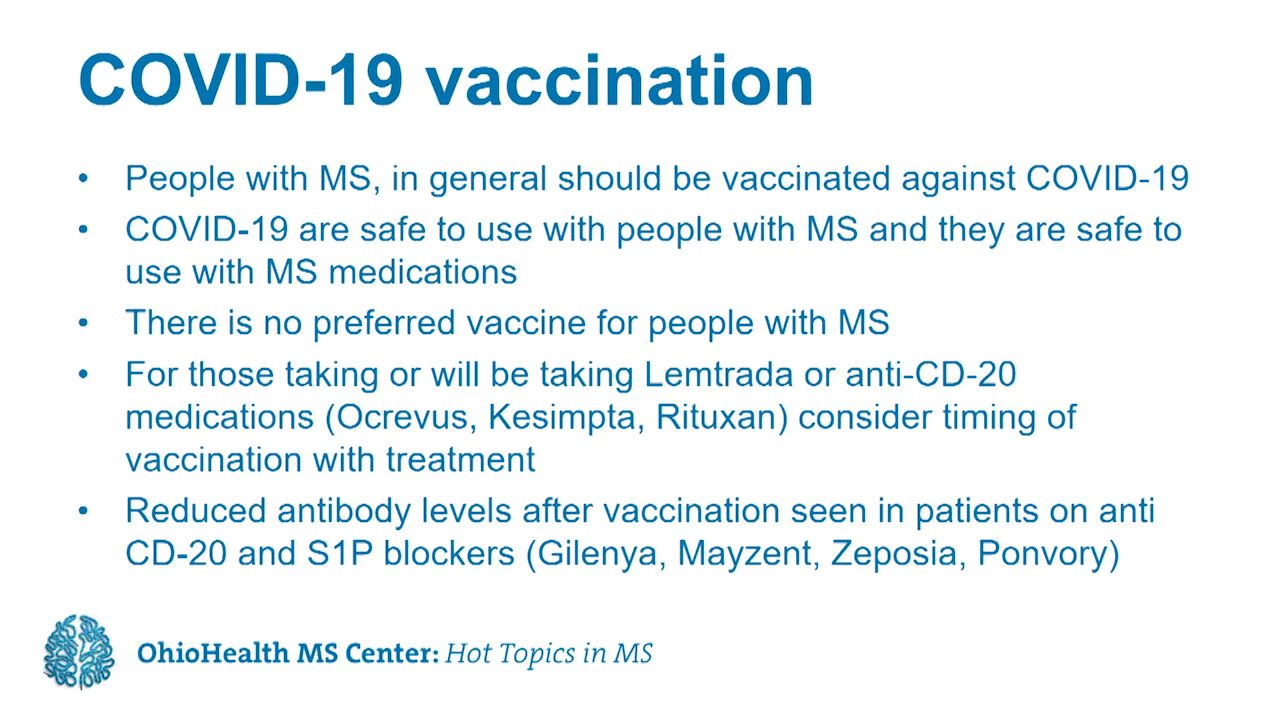 COVID-19 vaccination
• People with MS, in general should be vaccinated against COVID-19
• COVID-19 are safe to use with people with MS and they are safe to
use with MS medications
• There is no preferred vaccine for people with MS
• For those taking or will be taking Lemtrada or anti-CD-20
medications (Ocrevus, Kesimpta, Rituxan) consider timing of
vaccination with treatment
• Reduced antibody levels after vaccination seen in patients on anti
CD-20 and S1P blockers (Gilenya, Mayzent, Zeposia, Ponvory)
OhioHealth MS Center: Hot Topics in MS